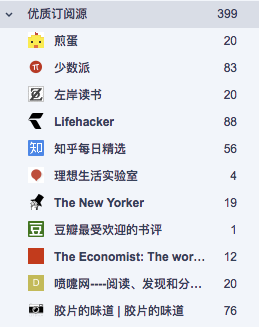 优质订阅源 399
煎蛋 20
少数派 83
左岸读书 20
Lifehacker 88
知 知乎每日精选 56
理想生活实验室 4
The New Yorker 19
豆 豆瓣最受欢迎的书评 1
The Economist: The wor... 12
D 喷嚏网----阅读、发现和分... 20
胶片的味道 | 胶片的味道 76